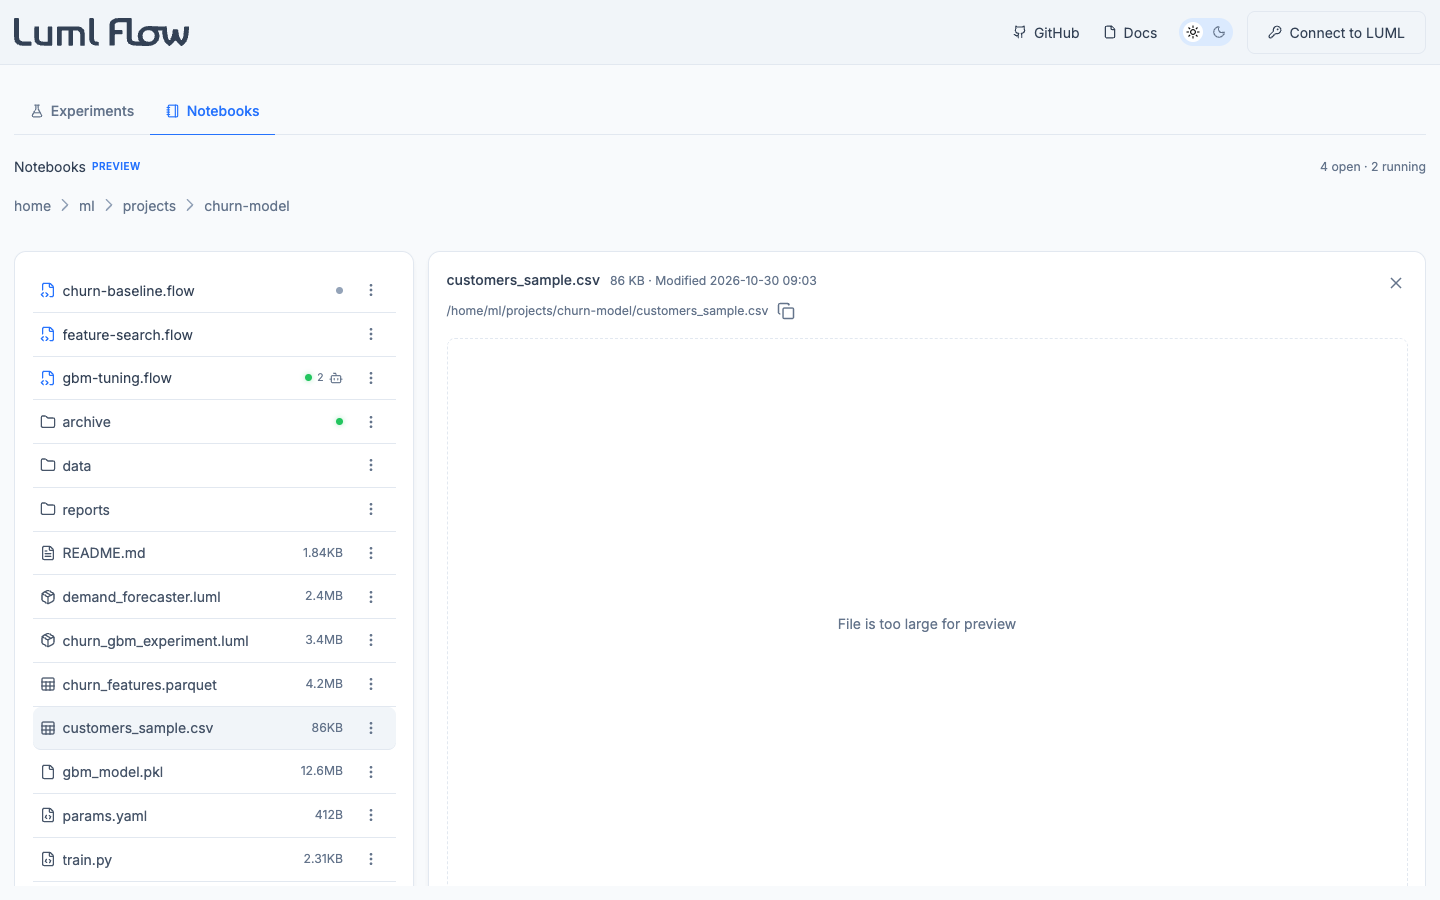 Luml Flow
GitHub
Docs
Connect to LUML
Experiments
Notebooks
Notebooks PREVIEW
4 open · 2 running
home
ml
projects
churn-model
churn-baseline.flow
feature-search.flow
gbm-tuning.flow 2
archive
data
reports
README.md 1.84KB
demand_forecaster.luml 2.4MB
churn_gbm_experiment.luml 3.4MB
churn_features.parquet 4.2MB
customers_sample.csv 86KB
gbm_model.pkl 12.6MB
params.yaml 412B
train.py 2.31KB
customers_sample.csv 86 KB · Modified 2026-10-30 09:03
/home/ml/projects/churn-model/customers_sample.csv
File is too large for preview